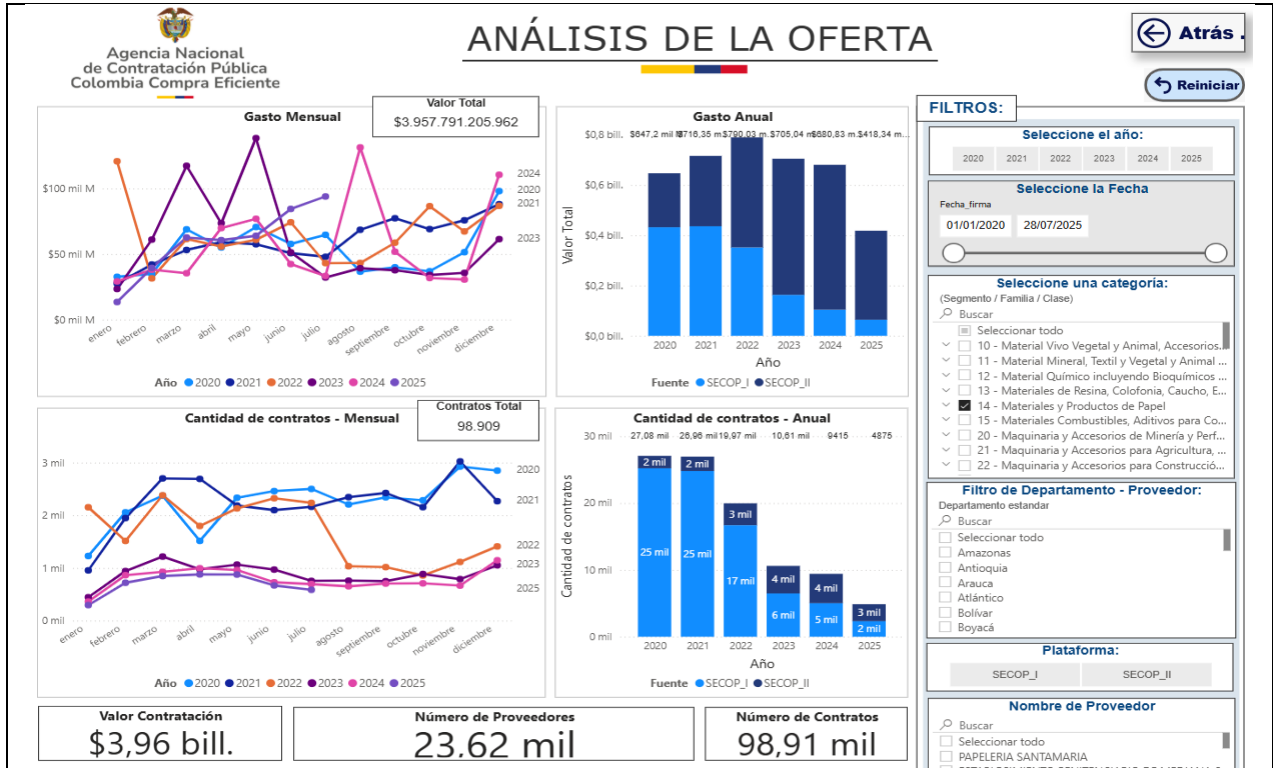 Agencia Nacional
de Contratación Pública
Colombia Compra Eficiente
ANÁLISIS DE LA OFERTA
Atrás .
Reiniciar
Gasto Mensual
Valor Total
$3.957.791.205.962
$100 mil M
$50 mil M
$0 mil M
2024
2020
2021
2023
enero
febrero
marzo
abril
mayo
junio
julio
agosto
septiembre
octubre
noviembre
diciembre
Año 2020 2021 2022 2023 2024 2025
Gasto Anual
$647,2 mil $716,35 m... $790,03 m... $705,04 m $680,83 m... $418,34 m...
$0,8 bill.
$0,6 bill.
$0,4 bill.
$0,2 bill.
$0,0 bill.
Valor Total
2020 2021 2022 2023 2024 2025
Año
Fuente SECOP_I SECOP_II
Cantidad de contratos - Mensual
Contratos Total
98.909
3 mil
2 mil
1 mil
0 mil
2020
2021
2022
2023
2025
enero
febrero
marzo
abril
mayo
junio
julio
agosto
septiembre
octubre
noviembre
diciembre
Año 2020 2021 2022 2023 2024 2025
Cantidad de contratos - Anual
27,08 mil 26,96 mil 19,97 mil 10,61 mil 9415 4875
30 mil
20 mil
10 mil
0 mil
Cantidad de contratos
2 mil 2 mil 3 mil 4 mil 4 mil 3 mil
25 mil 25 mil 17 mil 6 mil 5 mil 2 mil
2020 2021 2022 2023 2024 2025
Año
Fuente SECOP_I SECOP_II
Valor Contratación
$3,96 bill.
Número de Proveedores
23,62 mil
Número de Contratos
98,91 mil
FILTROS:
Seleccione el año:
2020 2021 2022 2023 2024 2025
Seleccione la Fecha
Fecha_firma
01/01/2020 28/07/2025
Seleccione una categoría:
(Segmento / Familia / Clase)
Buscar
Seleccionar todo
10 - Material Vivo Vegetal y Animal, Accesorios...
11 - Material Mineral, Textil y Vegetal y Animal ...
12 - Material Químico incluyendo Bioquímicos ...
13 - Materiales de Resina, Colofonia, Caucho, E...
14 - Materiales y Productos de Papel
15 - Materiales Combustibles, Aditivos para Co...
20 - Maquinaria y Accesorios de Minería y Perf...
21 - Maquinaria y Accesorios para Agricultura, ...
22 - Maquinaria y Accesorios para Construcció...
Filtro de Departamento - Proveedor:
Departamento estandar
Buscar
Seleccionar todo
Amazonas
Antioquia
Arauca
Atlántico
Bolívar
Boyacá
Plataforma:
SECOP_I SECOP_II
Nombre de Proveedor
Buscar
Seleccionar todo
PAPELERIA SANTAMARIA